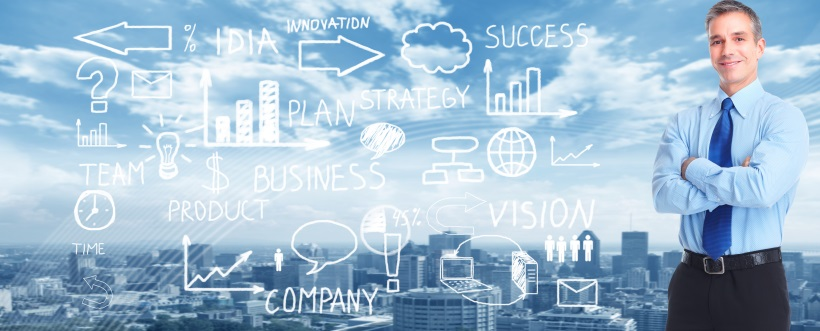 % IDIA INNOVATION SUCCESS
?
PLAN STRATEGY
TEAM $ BUSINESS
PRODUCT 95% VISION
TIME
!
COMPANY